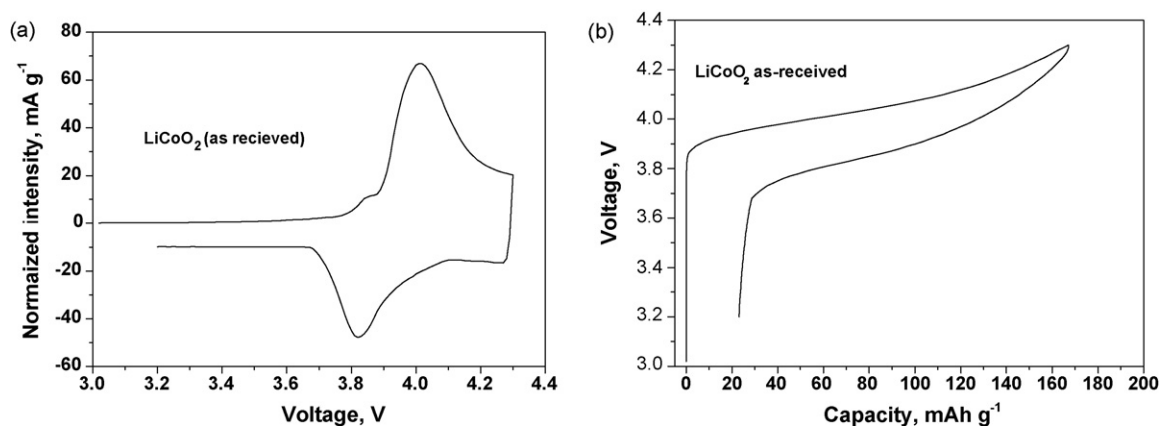 (a)
80
60
40
20
0
-20
-40
-60
Normaized intensity, mA g-1
LiCoO2 (as recieved)
3.0 3.2 3.4 3.6 3.8 4.0 4.2 4.4
Voltage, V
(b)
4.4
4.2
4.0
3.8
3.6
3.4
3.2
3.0
Voltage, V
LiCoO2 as-received
0 20 40 60 80 100 120 140 160 180 200
Capacity, mAh g-1